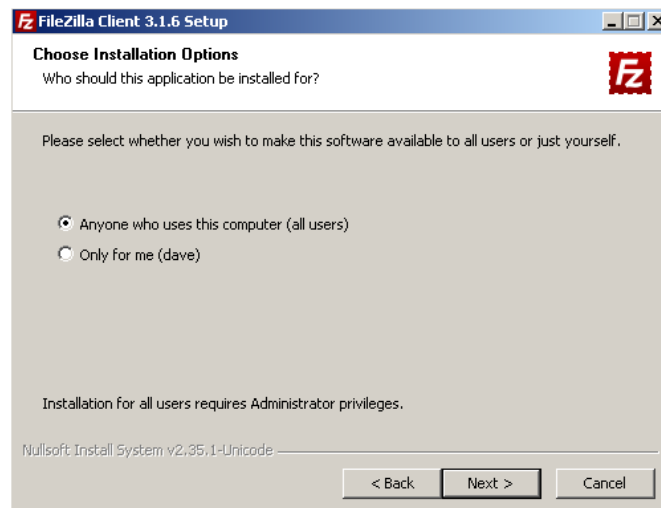 FileZilla Client 3.1.6 Setup
Choose Installation Options
Who should this application be installed for?
Fz
Please select whether you wish to make this software available to all users or just yourself.
Anyone who uses this computer (all users)
Only for me (dave)
Installation for all users requires Administrator privileges.
Nullsoft Install System v2.35.1-Unicode
< Back Next > Cancel